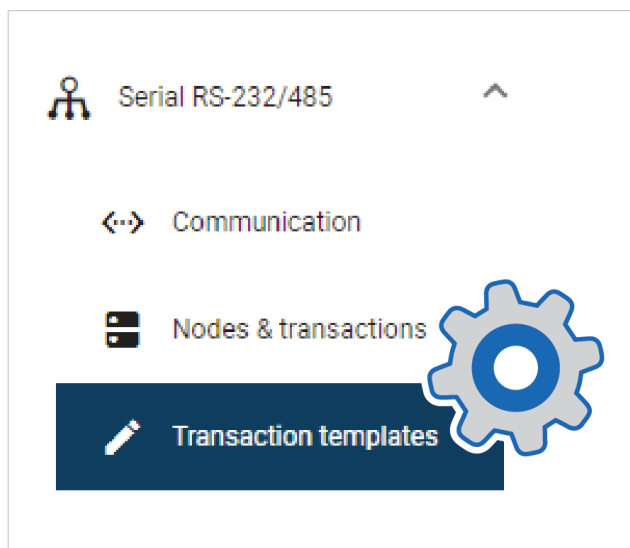 Serial RS-232/485
Communication
Nodes & transactions
Transaction templates